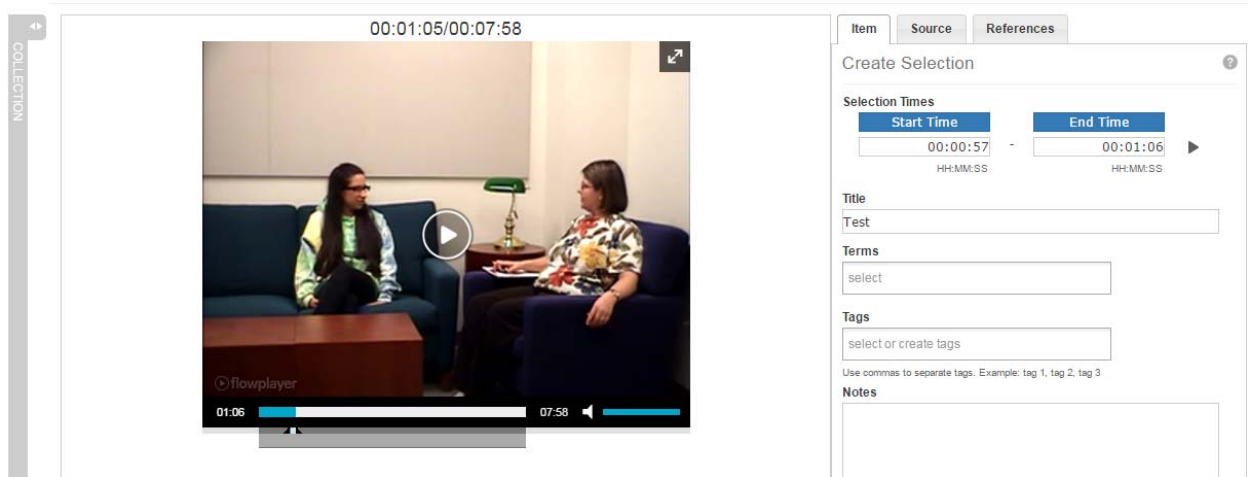 COLLECTION
00:01:05/00:07:58
flowplayer
01:06
07:58
Item Source References
Create Selection
?
Selection Times
Start Time End Time
00:00:57 - 00:01:06
HH:MM:SS HH:MM:SS
Title
Test
Terms
select
Tags
select or create tags
Use commas to separate tags. Example: tag 1, tag 2, tag 3
Notes